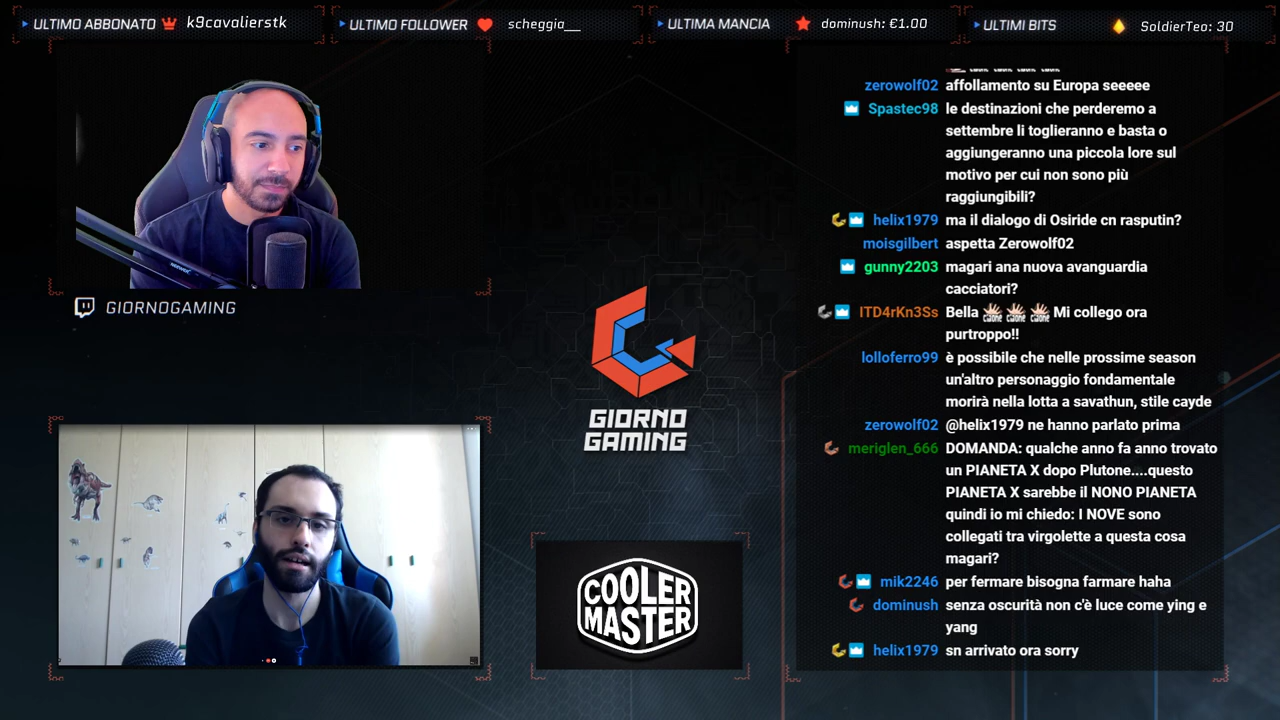 ULTIMO ABBONATO k9cavalierstk
ULTIMO FOLLOWER scheggia__
ULTIMA MANCIA dominush: €1.00
ULTIMI BITS SoldierTeo: 30
GIORNOGAMING
GIORNO
GAMING
COOLER
MASTER
zerowolf02 affollamento su Europa seeeee
Spastec98 le destinazioni che perderemo a
settembre li toglieranno e basta o
aggiungeranno una piccola lore sul
motivo per cui non sono più
raggiungibili?
helix1979 ma il dialogo di Osiride cn rasputin?
moisgilbert aspetta Zerowolf02
gunny2203 magari ana nuova avanguardia
cacciatori?
ITD4rKn3Ss Bella Mi collego ora
purtroppo!!
lolloferro99 è possibile che nelle prossime season
un'altro personaggio fondamentale
morirà nella lotta a savathun, stile cayde
zerowolf02 @helix1979 ne hanno parlato prima
meriglen_666 DOMANDA: qualche anno fa anno trovato
un PIANETA X dopo Plutone....questo
PIANETA X sarebbe il NONO PIANETA
quindi io mi chiedo: I NOVE sono
collegati tra virgolette a questa cosa
magari?
mik2246 per fermare bisogna farmare haha
dominush senza oscurità non c'è luce come ying e
yang
helix1979 sn arrivato ora sorry